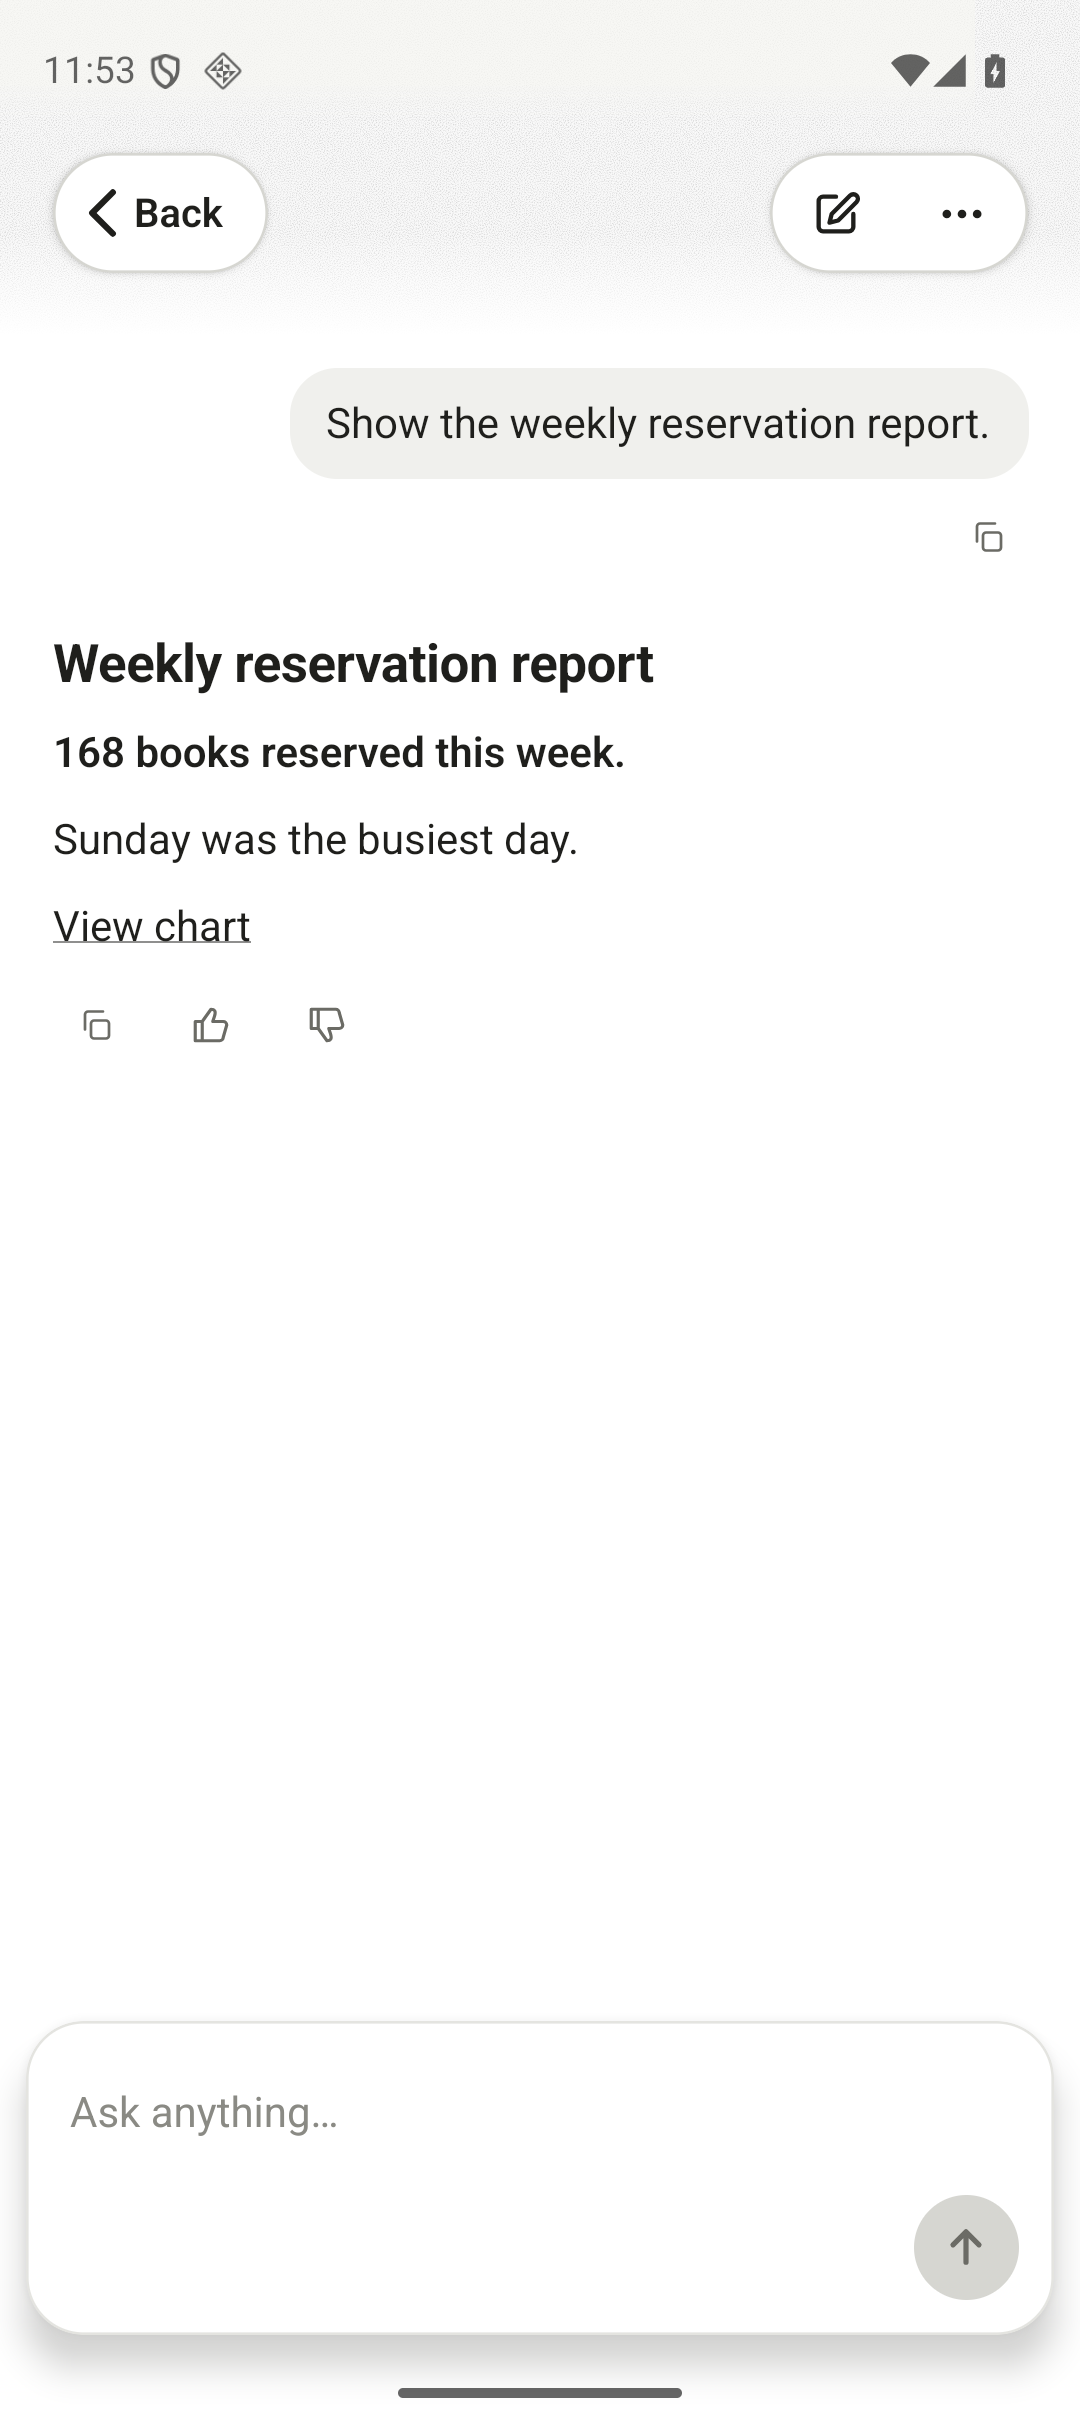 11:53
Back
Show the weekly reservation report.
Weekly reservation report
168 books reserved this week.
Sunday was the busiest day.
View chart
Ask anything…